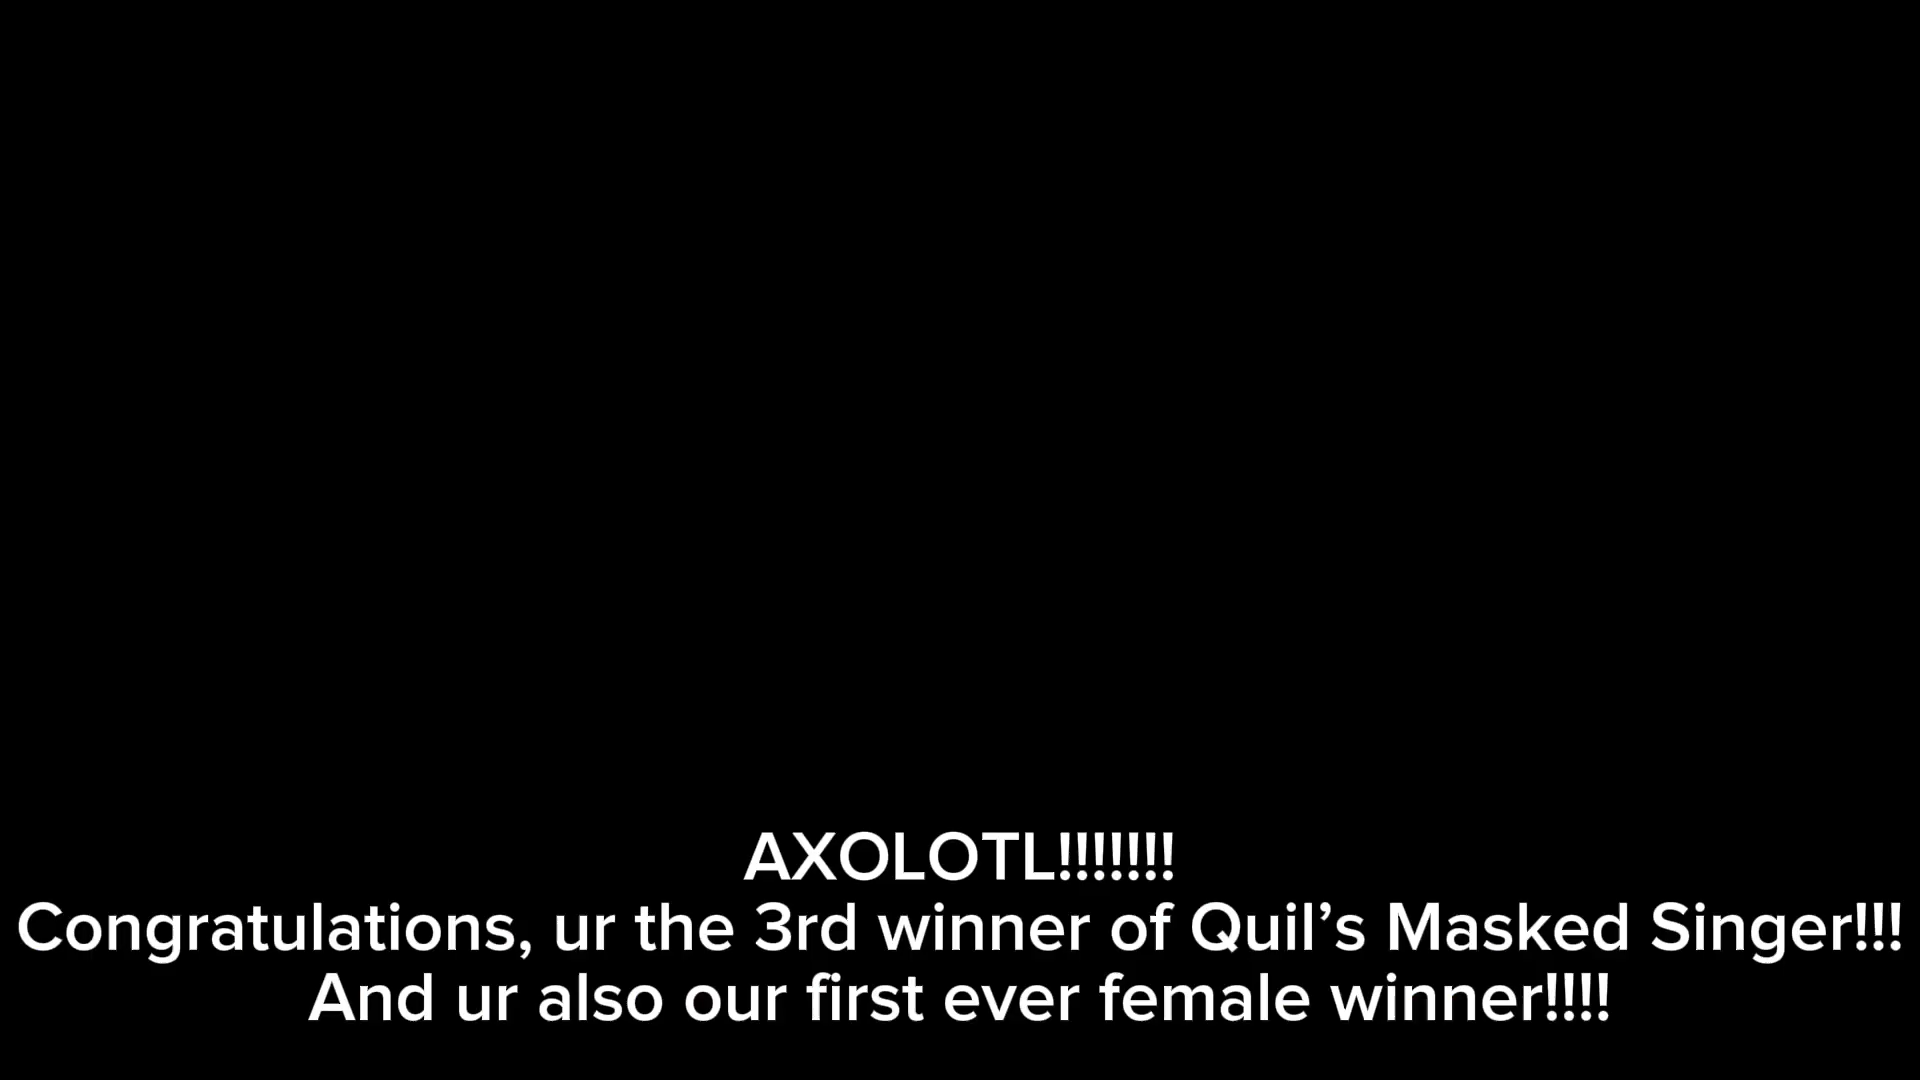 AXOLOTL!!!!!!!
Congratulations, ur the 3rd winner of Quil’s Masked Singer!!!
And ur also our first ever female winner!!!!